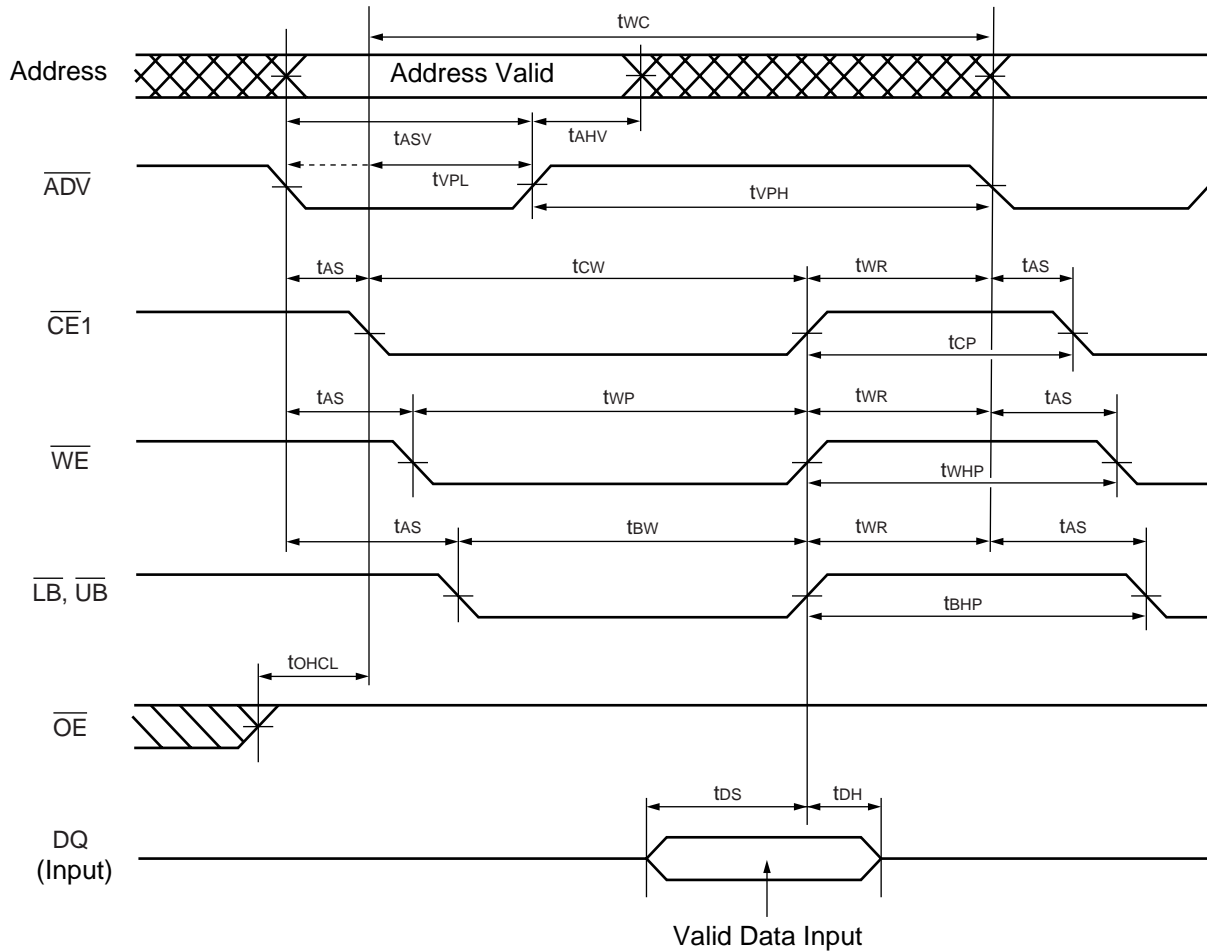 tWC
Address
Address Valid
tASV
tAHV
ADV
tVPL
tVPH
tAS
tCW
tWR
tAS
CE1
tCP
tAS
tWP
tWR
tAS
WE
tWHP
tAS
tBW
tWR
tAS
LB, UB
tBHP
tOHCL
OE
tDS
tDH
DQ
(Input)
Valid Data Input